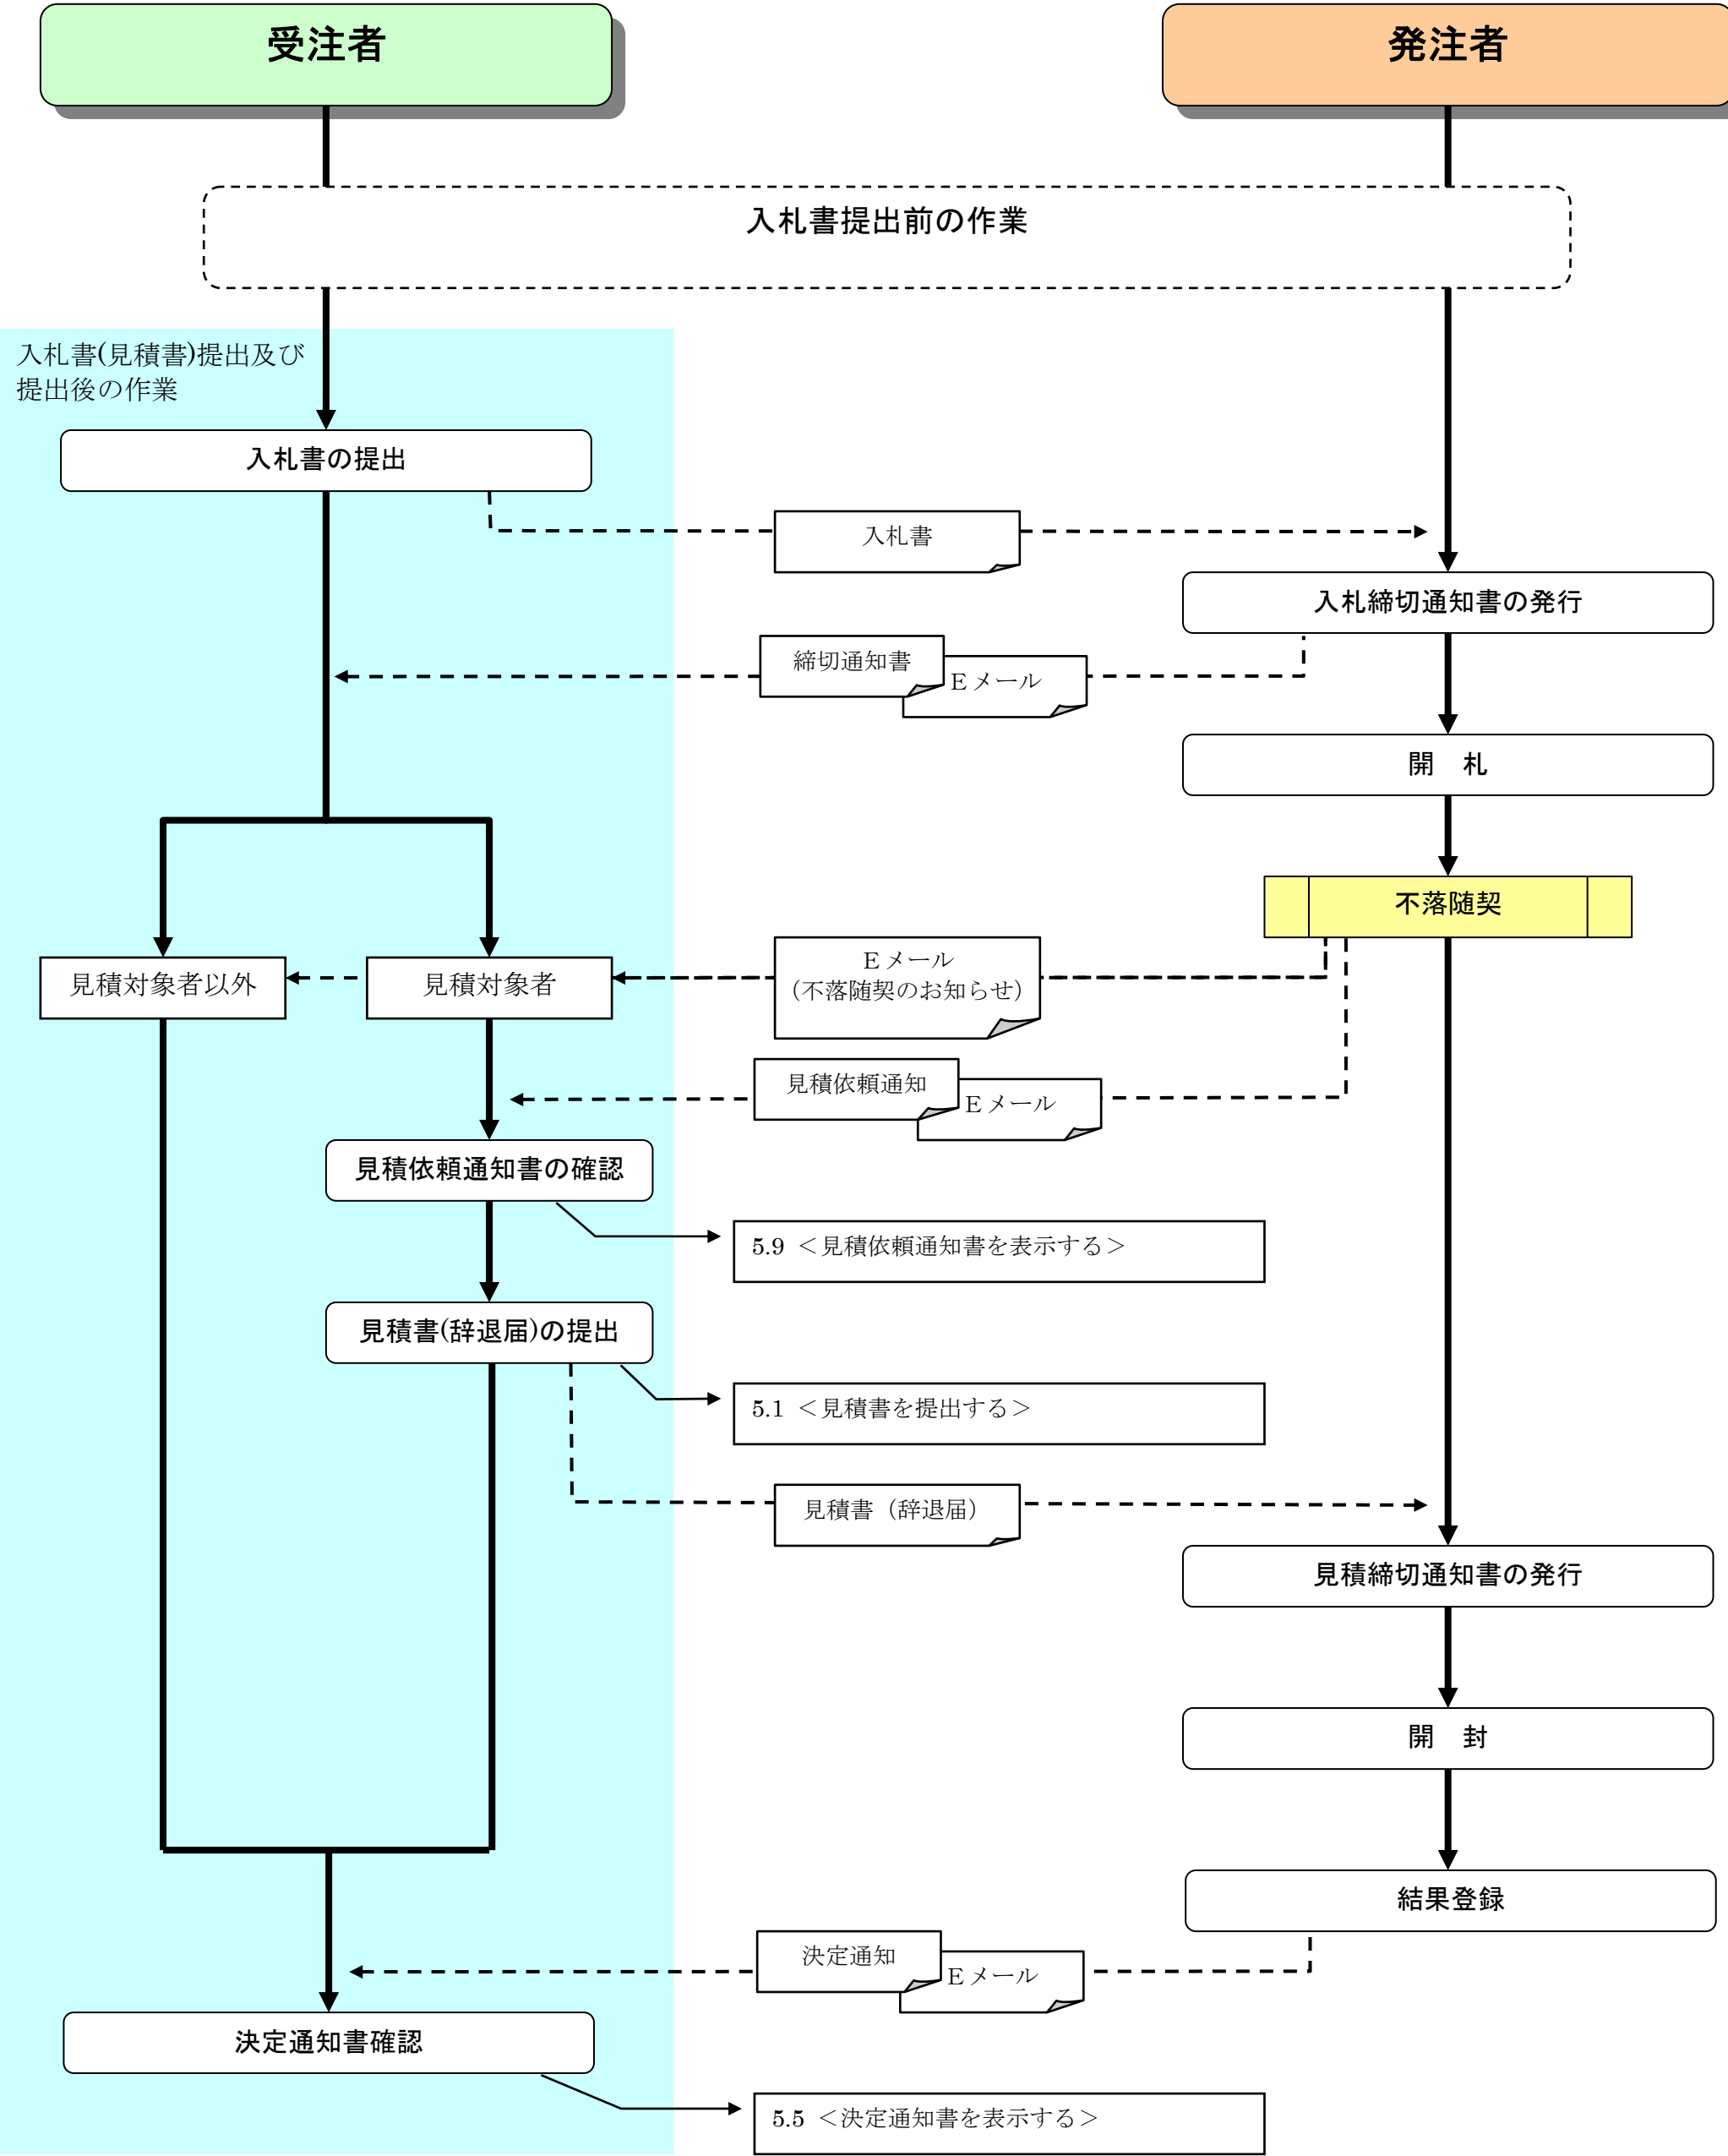 受注者
発注者
入札書提出前の作業
入札書(見積書)提出及び
提出後の作業
入札書の提出
入札書
入札締切通知書の発行
締切通知書
Ｅメール
開　札
不落随契
Ｅメール
（不落随契のお知らせ）
見積対象者以外
見積対象者
見積依頼通知
Ｅメール
見積依頼通知書の確認
5.9 ＜見積依頼通知書を表示する＞
見積書(辞退届)の提出
5.1 ＜見積書を提出する＞
見積書（辞退届）
見積締切通知書の発行
開　封
結果登録
決定通知
Ｅメール
決定通知書確認
5.5 ＜決定通知書を表示する＞